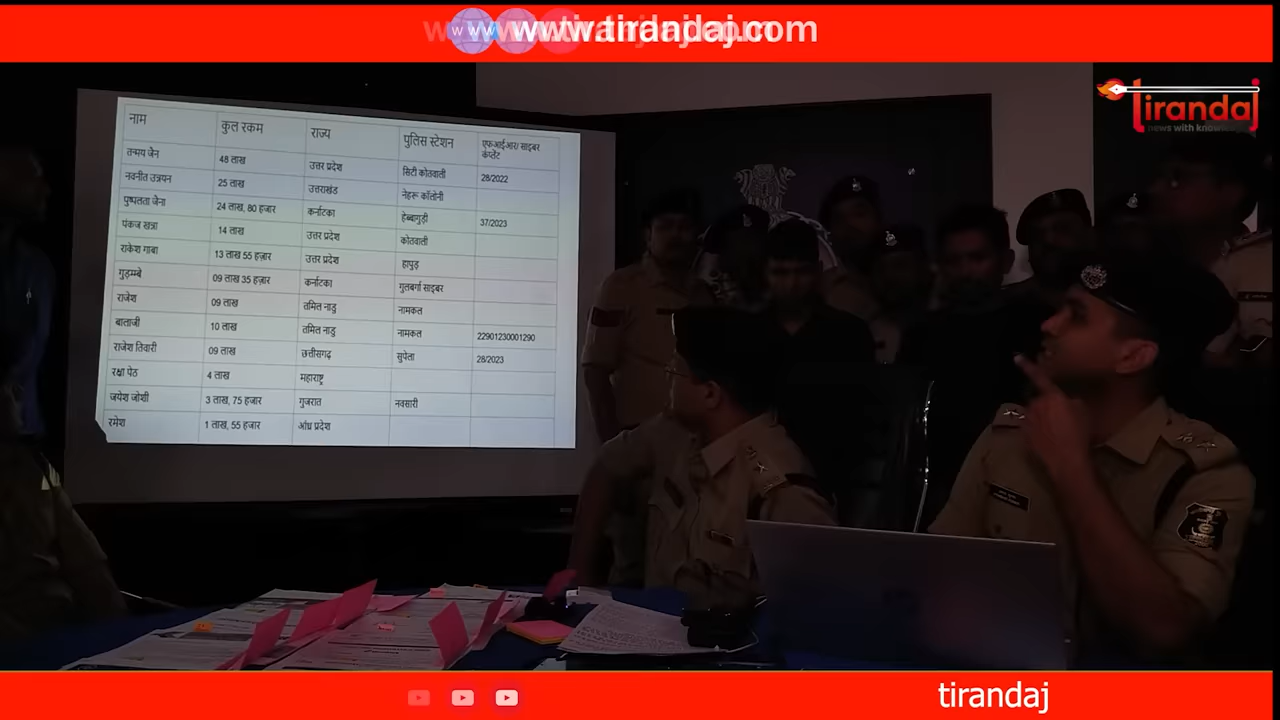 www.tirandaj.com
tirandaj
news with knowledge
नाम कुल रकम राज्य पुलिस स्टेशन एफआईआर/ साइबर कंप्लेंट
तन्मय जैन 48 लाख उत्तर प्रदेश सिटी कोतवाली 28/2022
नवनीत उन्नयन 25 लाख उत्तराखंड नेहरू कॉलोनी
पुष्पलता जेना 24 लाख, 80 हजार कर्नाटका हेब्बागुड़ी 37/2023
पंकज खत्रा 14 लाख उत्तर प्रदेश कोतवाली
राकेश गाबा 13 लाख 55 हज़ार उत्तर प्रदेश हापुड़
गुड़म्बे 09 लाख 35 हज़ार कर्नाटका गुलबर्गा साइबर
राजेश 09 लाख तमिल नाडु नामकल
बालाजी 10 लाख तमिल नाडु नामकल 22901230001290
राजेश तिवारी 09 लाख छत्तीसगढ़ सुपेला 28/2023
रक्षा पेठ 4 लाख महाराष्ट्र
जयेश जोशी 3 लाख, 75 हजार गुजरात नवसारी
रमेश 1 लाख, 55 हजार आंध्र प्रदेश
tirandaj